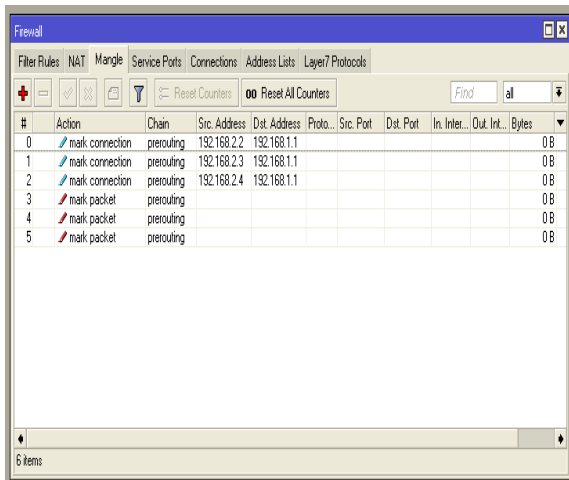 Firewall
Filter Rules NAT Mangle Service Ports Connections Address Lists Layer7 Protocols
Reset Counters 00 Reset All Counters Find all
# Action Chain Src. Address Dst. Address Proto... Src. Port Dst. Port In. Inter... Out. Int... Bytes
0 mark connection prerouting 192.168.2.2 192.168.1.1 0 B
1 mark connection prerouting 192.168.2.3 192.168.1.1 0 B
2 mark connection prerouting 192.168.2.4 192.168.1.1 0 B
3 mark packet prerouting 0 B
4 mark packet prerouting 0 B
5 mark packet prerouting 0 B
6 items